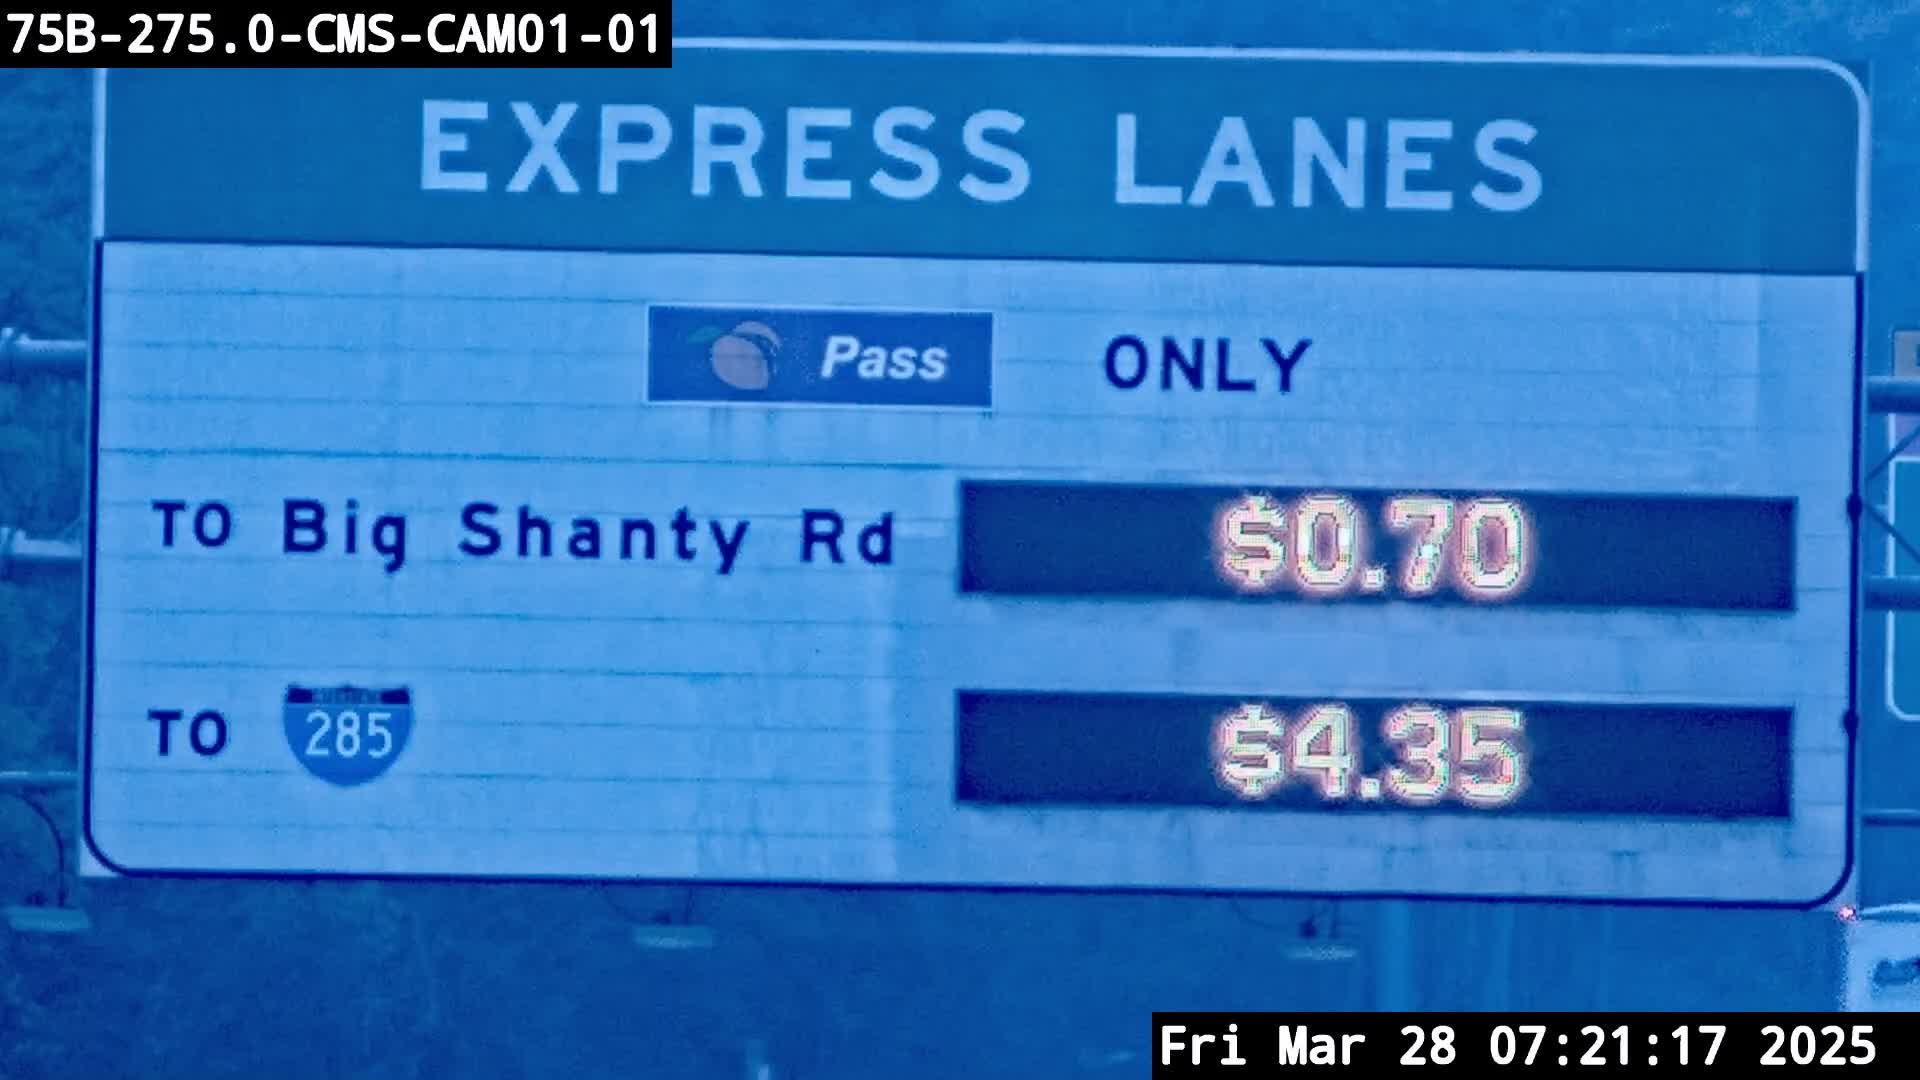 75B-275.0-CMS-CAM01-01
EXPRESS LANES
Pass ONLY
TO Big Shanty Rd $0.70
TO 285 $4.35
Fri Mar 28 07:21:17 2025